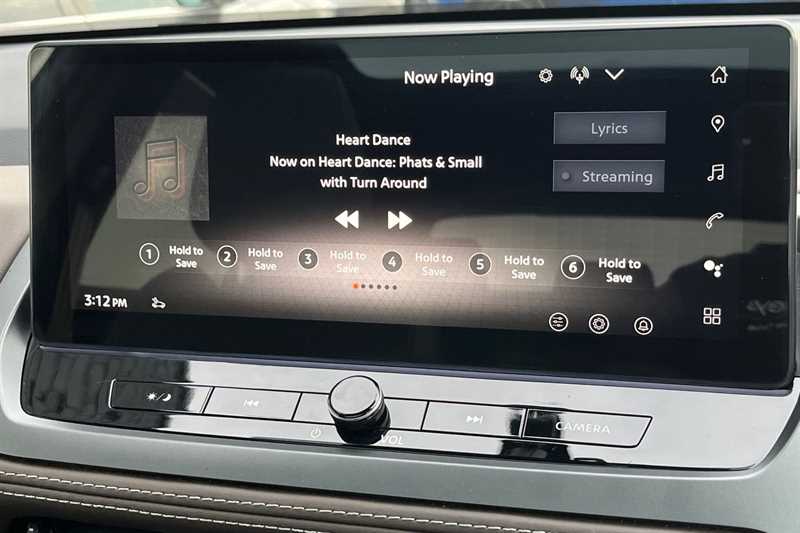 Now Playing
Heart Dance
Now on Heart Dance: Phats & Small
with Turn Around
Lyrics
Streaming
1 Hold to
Save
2 Hold to
Save
3 Hold to
Save
4 Hold to
Save
5 Hold to
Save
6 Hold to
Save
3:12 PM
VOL
CAMERA